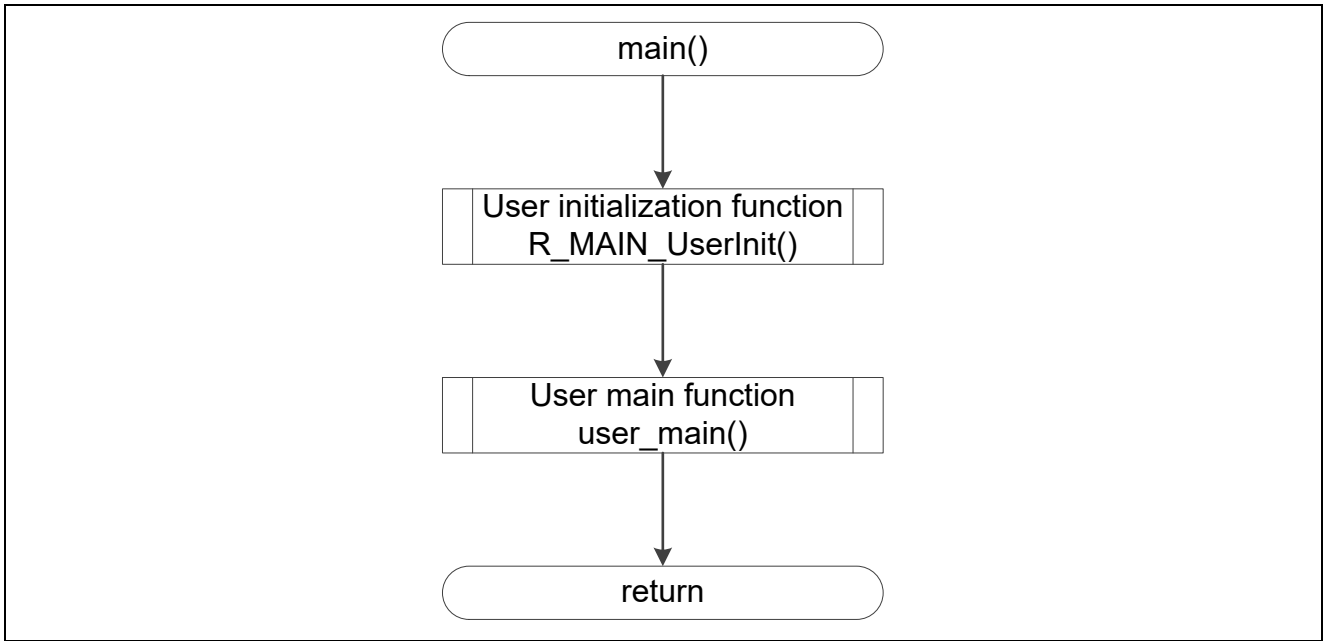 main()
User initialization function
R_MAIN_UserInit()
User main function
user_main()
return